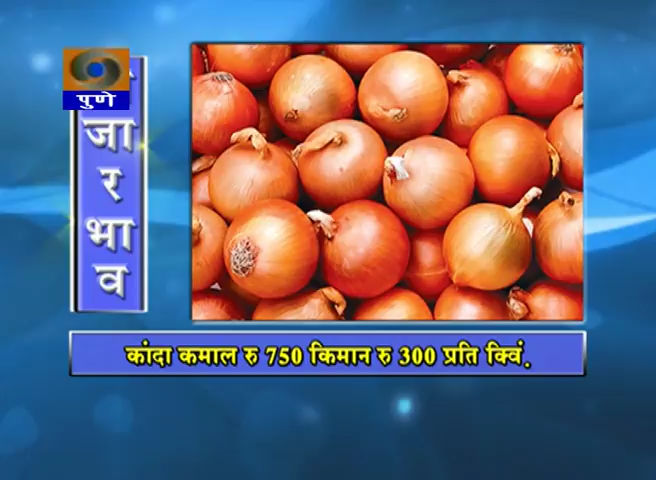 पुणे
जारभाव
कांदा कमाल रु 750 किमान रु 300 प्रति क्विं.